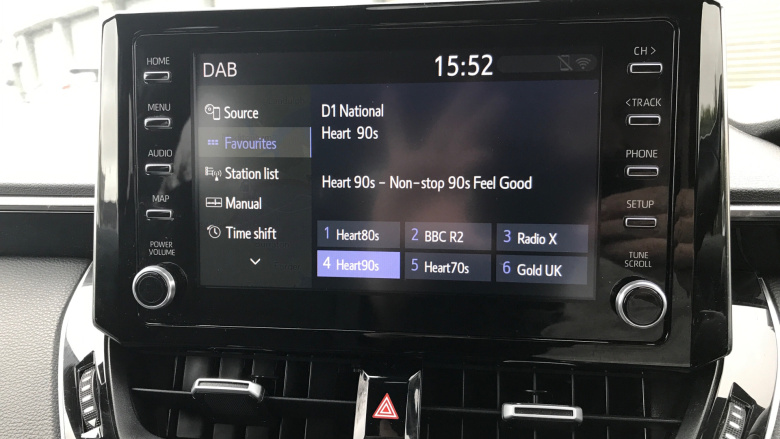 HOME
MENU
AUDIO
MAP
POWER
VOLUME
DAB
15:52
Source
Favourites
Station list
Manual
Time shift
D1 National
Heart 90s
Heart 90s - Non-stop 90s Feel Good
1 Heart80s
2 BBC R2
3 Radio X
4 Heart90s
5 Heart70s
6 Gold UK
CH >
< TRACK
PHONE
SETUP
TUNE
SCROLL